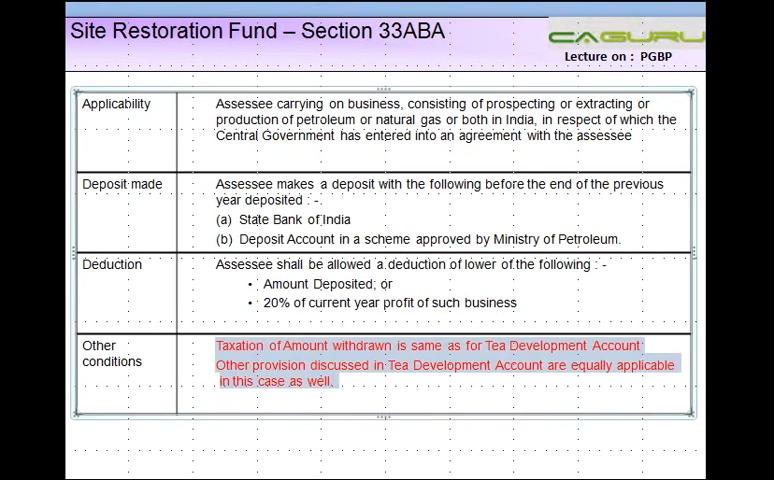 Site Restoration Fund – Section 33ABA
CAGURU
Lecture on : PGBP
Applicability
Assessee carrying on business, consisting of prospecting or extracting or
production of petroleum or natural gas or both in India, in respect of which the
Central Government has entered into an agreement with the assessee
Deposit made
Assessee makes a deposit with the following before the end of the previous
year deposited : -
(a) State Bank of India
(b) Deposit Account in a scheme approved by Ministry of Petroleum.
Deduction
Assessee shall be allowed a deduction of lower of the following : -
• Amount Deposited; or
• 20% of current year profit of such business
Other
conditions
Taxation of Amount withdrawn is same as for Tea Development Account
Other provision discussed in Tea Development Account are equally applicable
in this case as well.